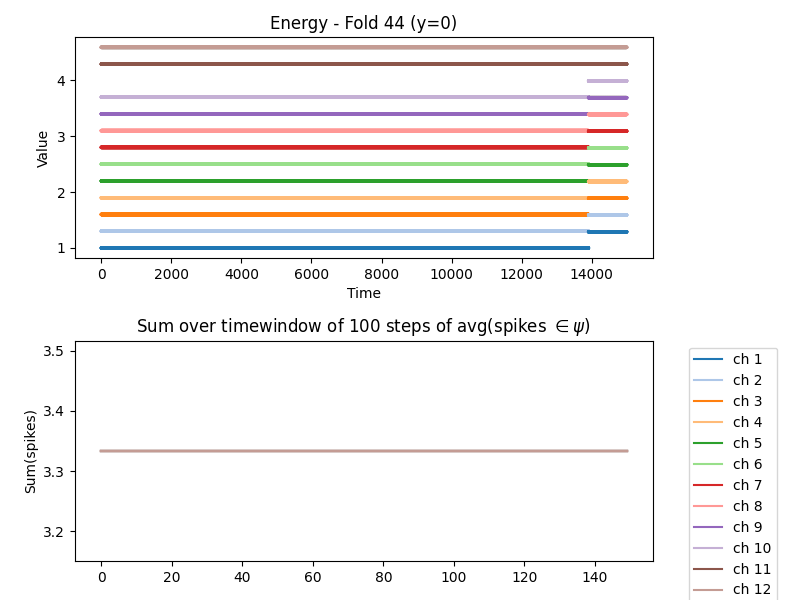 Energy - Fold 44 (y=0)
Value
4
3
2
1
0 2000 4000 6000 8000 10000 12000 14000
Time
Sum over timewindow of 100 steps of avg(spikes ∈ ψ)
Sum(spikes)
3.5
3.4
3.3
3.2
0 20 40 60 80 100 120 140
ch 1
ch 2
ch 3
ch 4
ch 5
ch 6
ch 7
ch 8
ch 9
ch 10
ch 11
ch 12